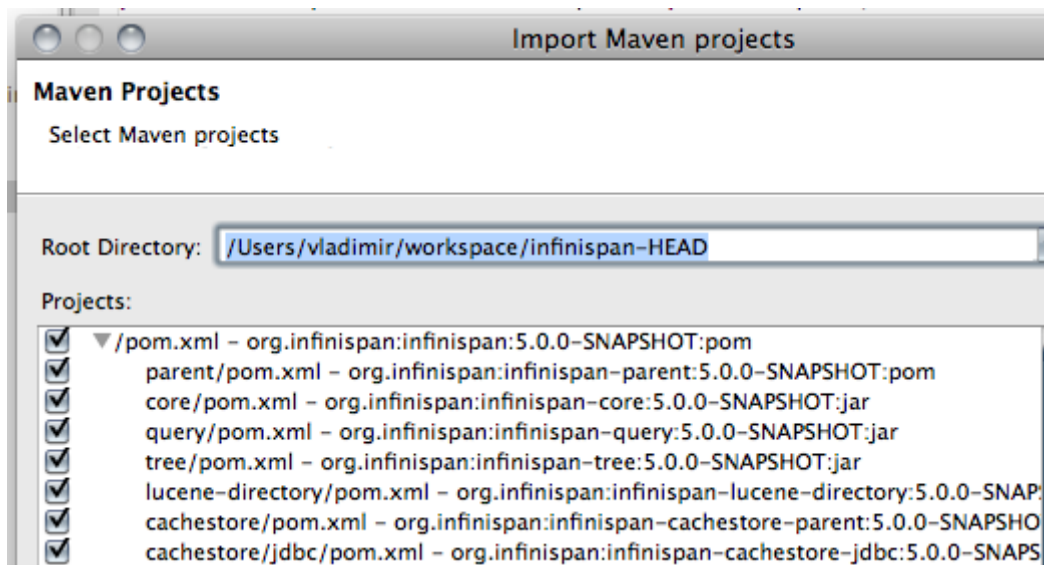 Import Maven projects
Maven Projects
Select Maven projects
Root Directory: /Users/vladimir/workspace/infinispan-HEAD
Projects:
/pom.xml – org.infinispan:infinispan:5.0.0-SNAPSHOT:pom
parent/pom.xml – org.infinispan:infinispan-parent:5.0.0-SNAPSHOT:pom
core/pom.xml – org.infinispan:infinispan-core:5.0.0-SNAPSHOT:jar
query/pom.xml – org.infinispan:infinispan-query:5.0.0-SNAPSHOT:jar
tree/pom.xml – org.infinispan:infinispan-tree:5.0.0-SNAPSHOT:jar
lucene-directory/pom.xml – org.infinispan:infinispan-lucene-directory:5.0.0-SNAP
cachestore/pom.xml – org.infinispan:infinispan-cachestore-parent:5.0.0-SNAPSHO
cachestore/jdbc/pom.xml – org.infinispan:infinispan-cachestore-jdbc:5.0.0-SNAPS